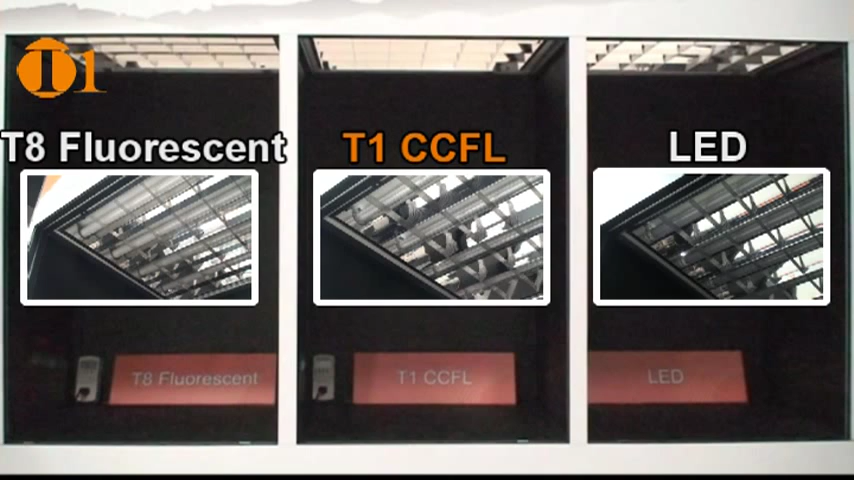 T1
T8 Fluorescent
T1 CCFL
LED
T8 Fluorescent
T1 CCFL
LED